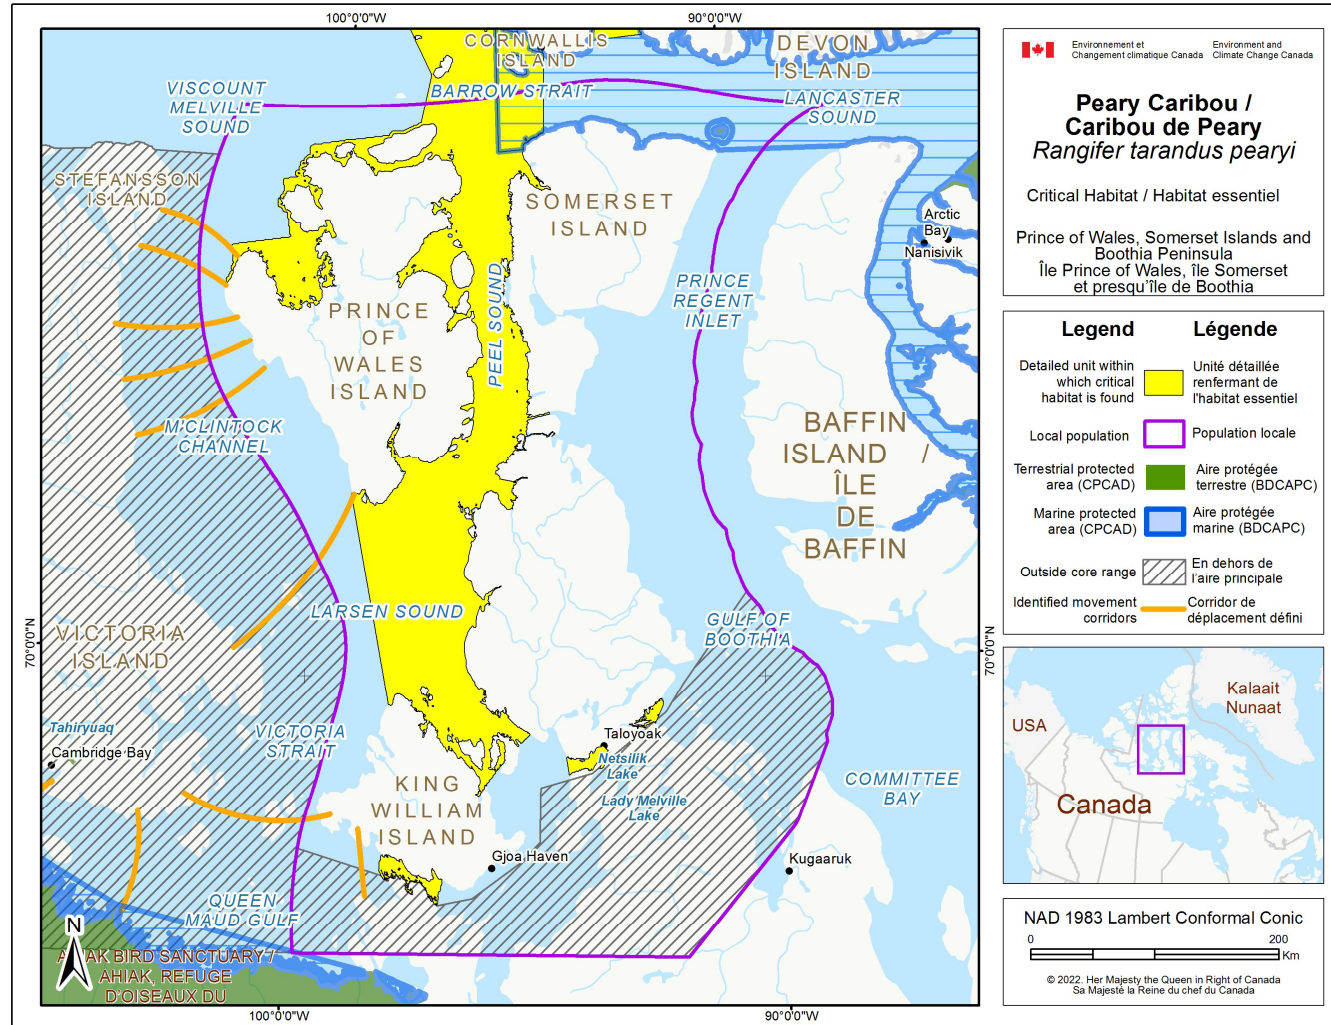 100°0'0"W
90°0'0"W
CORNWALLIS
ISLAND
DEVON
ISLAND
VISCOUNT
MELVILLE
SOUND
BARROW STRAIT
LANCASTER
SOUND
STEFANSSON
ISLAND
SOMERSET
ISLAND
Arctic
Bay
Nanisivik
PRINCE
REGENT
INLET
PEEL SOUND
PRINCE
OF
WALES
ISLAND
M'CLINTOCK
CHANNEL
BAFFIN
ISLAND /
ÎLE
DE
BAFFIN
LARSEN SOUND
GULF OF
BOOTHIA
VICTORIA
ISLAND
70°0'0"N
70°0'0"N
Tahiryuaq
Cambridge Bay
VICTORIA
STRAIT
Taloyoak
Netsilik
Lake
Lady Melville
Lake
COMMITTEE
BAY
KING
WILLIAM
ISLAND
Gjoa Haven
Kugaaruk
QUEEN
MAUD GULF
N
AHIAK BIRD SANCTUARY /
AHIAK, REFUGE
D'OISEAUX DU
100°0'0"W
90°0'0"W
Environnement et
Changement climatique Canada
Environment and
Climate Change Canada
Peary Caribou /
Caribou de Peary
Rangifer tarandus pearyi
Critical Habitat / Habitat essentiel
Prince of Wales, Somerset Islands and
Boothia Peninsula
Île Prince of Wales, île Somerset
et presqu'île de Boothia
Legend
Légende
Detailed unit within
which critical
habitat is found
Unité détaillée
renfermant de
l'habitat essentiel
Local population
Population locale
Terrestrial protected
area (CPCAD)
Aire protégée
terrestre (BDCAPC)
Marine protected
area (CPCAD)
Aire protégée
marine (BDCAPC)
Outside core range
En dehors de
l'aire principale
Identified movement
corridors
Corridor de
déplacement défini
USA
Kalaait
Nunaat
Canada
NAD 1983 Lambert Conformal Conic
0
200
Km
© 2022. Her Majesty the Queen in Right of Canada
Sa Majesté la Reine du chef du Canada